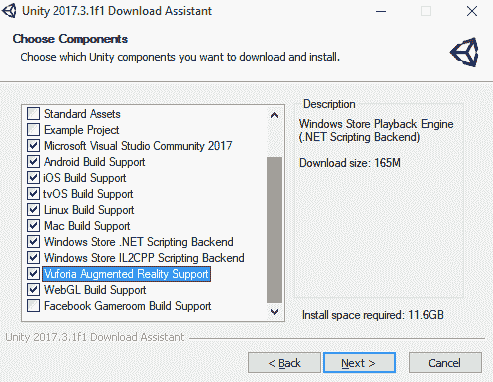 Unity 2017.3.1f1 Download Assistant
Choose Components
Choose which Unity components you want to download and install.
Standard Assets
Example Project
Microsoft Visual Studio Community 2017
Android Build Support
iOS Build Support
tvOS Build Support
Linux Build Support
Mac Build Support
Windows Store .NET Scripting Backend
Windows Store IL2CPP Scripting Backend
Vuforia Augmented Reality Support
WebGL Build Support
Facebook Gameroom Build Support
Description
Windows Store Playback Engine
(.NET Scripting Backend)
Download size: 165M
Install space required: 11.6GB
Unity 2017.3.1f1 Download Assistant
< Back
Next >
Cancel